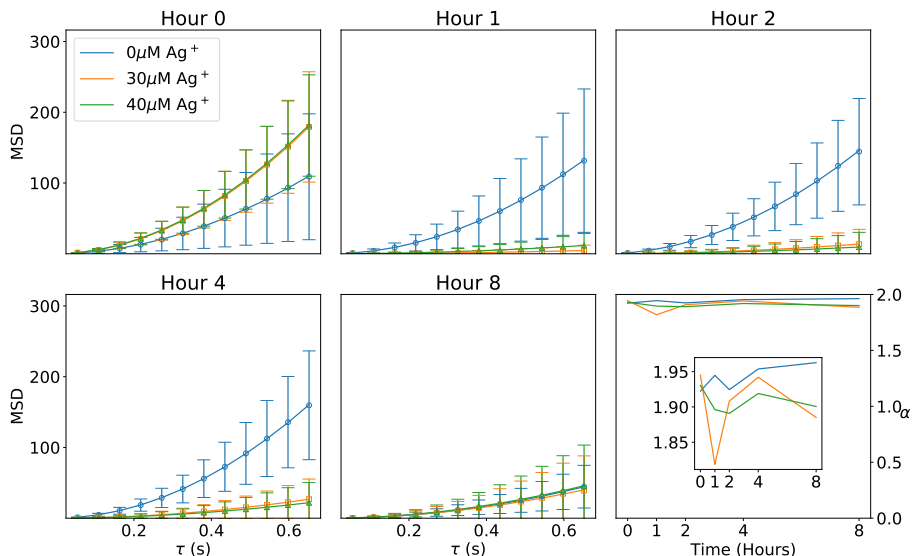 Hour 0
Hour 1
Hour 2
300
200
100
MSD
0μM Ag⁺
30μM Ag⁺
40μM Ag⁺
Hour 4
Hour 8
300
200
100
MSD
0.2
0.4
0.6
τ (s)
0.2
0.4
0.6
τ (s)
2.0
1.5
1.0
0.5
0.0
α
1.95
1.90
1.85
0 1 2 4 8
0 1 2 4 8
Time (Hours)